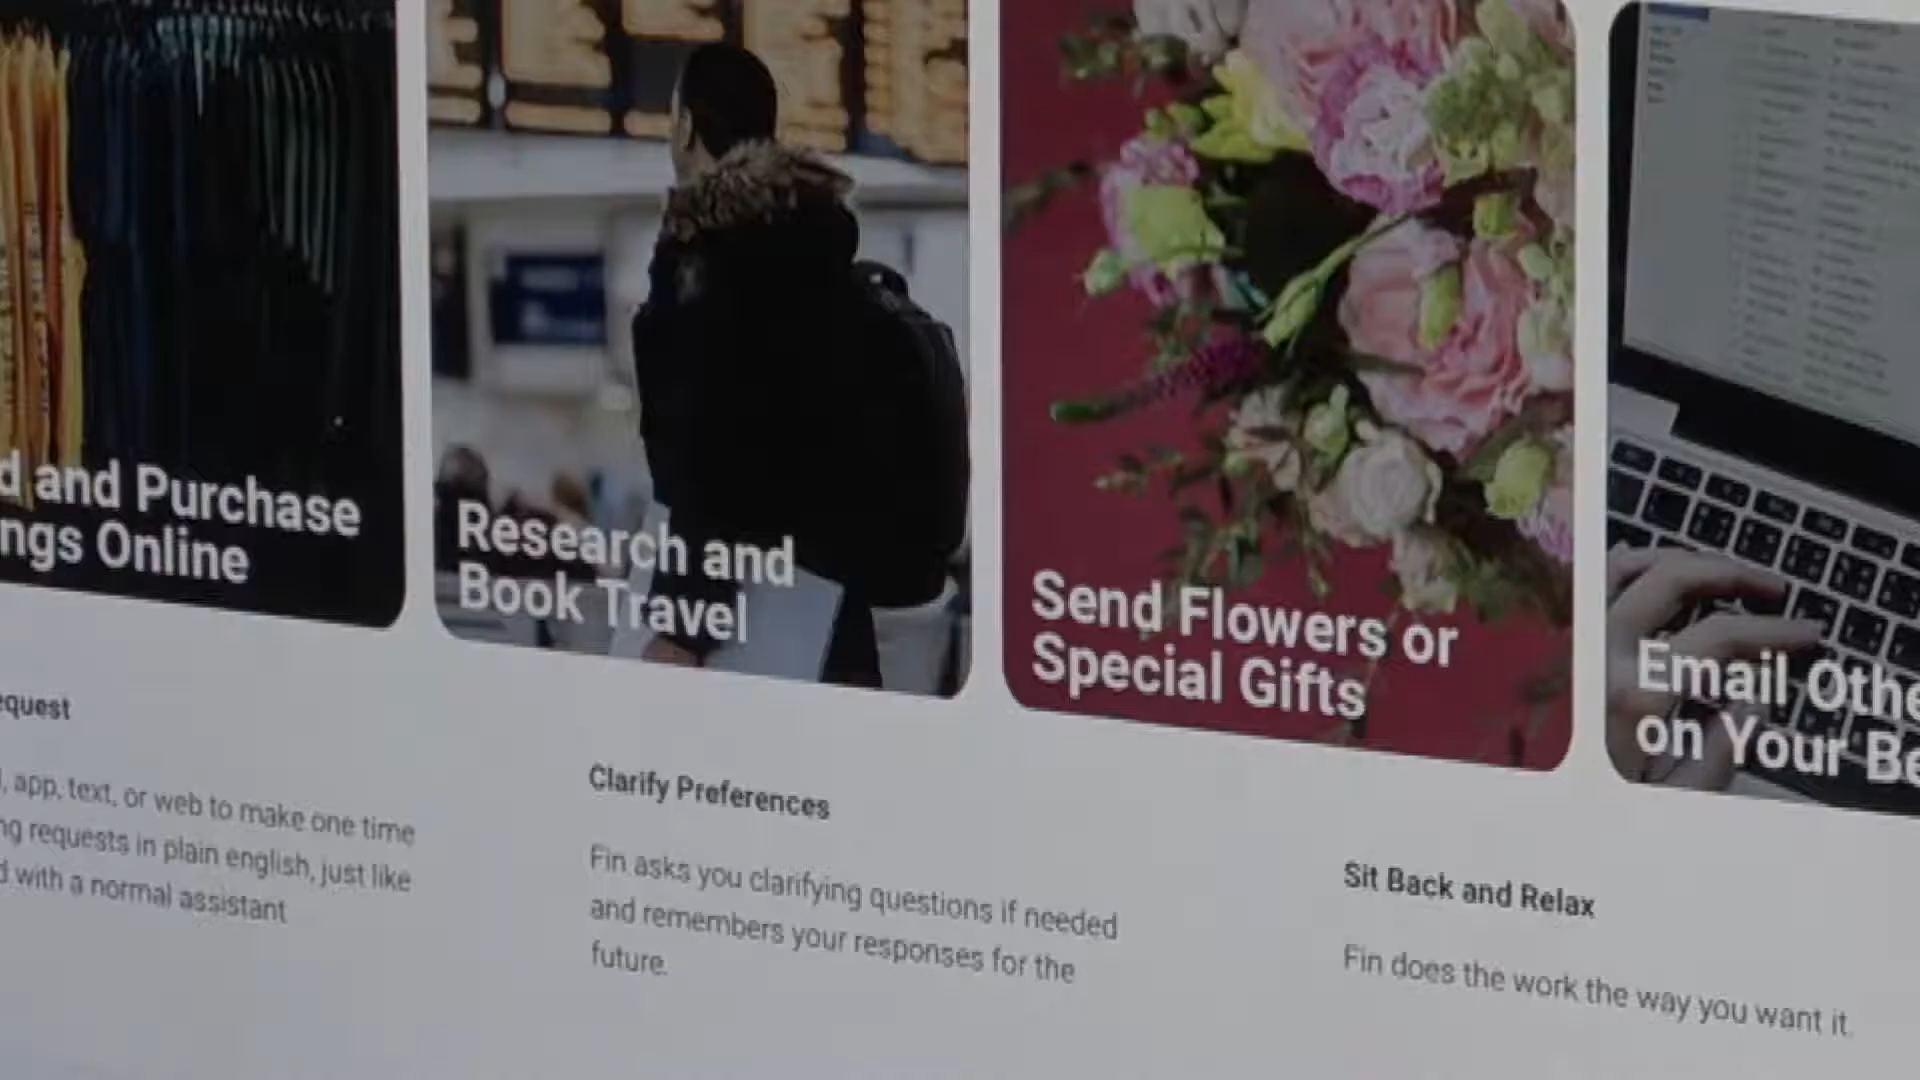 d and Purchase
ngs Online
Research and
Book Travel
Send Flowers or
Special Gifts
Email Othe
on Your Be
equest
, app, text, or web to make one time
ng requests in plain english, just like
d with a normal assistant
Clarify Preferences
Fin asks you clarifying questions if needed
and remembers your responses for the
future.
Sit Back and Relax
Fin does the work the way you want it.